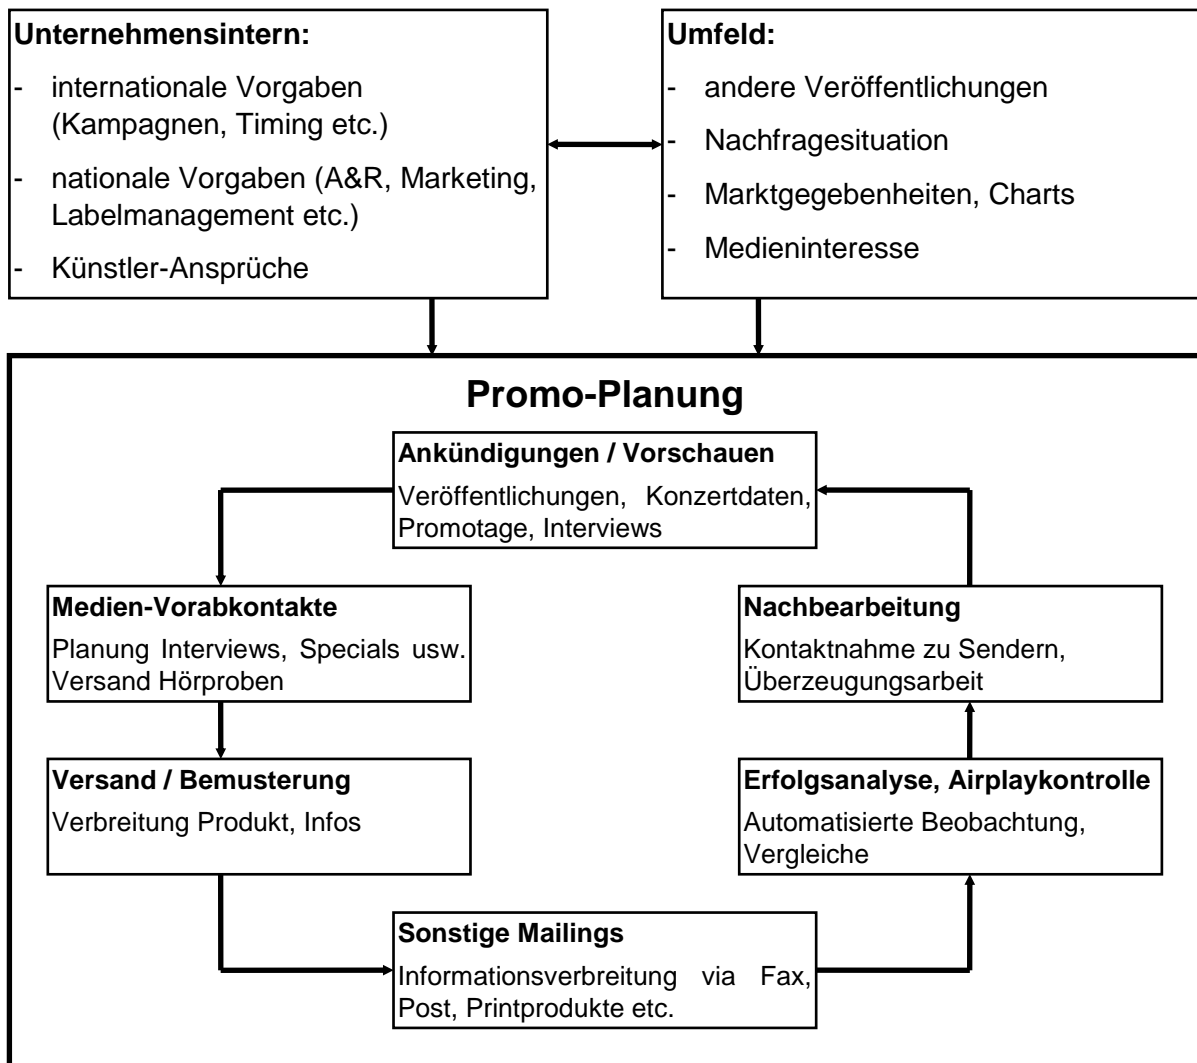 Unternehmensintern:
- internationale Vorgaben
(Kampagnen, Timing etc.)
- nationale Vorgaben (A&R, Marketing,
Labelmanagement etc.)
- Künstler-Ansprüche
Umfeld:
- andere Veröffentlichungen
- Nachfragesituation
- Marktgegebenheiten, Charts
- Medieninteresse
Promo-Planung
Ankündigungen / Vorschauen
Veröffentlichungen, Konzertdaten,
Promotage, Interviews
Medien-Vorabkontakte
Planung Interviews, Specials usw.
Versand Hörproben
Nachbearbeitung
Kontaktnahme zu Sendern,
Überzeugungsarbeit
Versand / Bemusterung
Verbreitung Produkt, Infos
Erfolgsanalyse, Airplaykontrolle
Automatisierte Beobachtung,
Vergleiche
Sonstige Mailings
Informationsverbreitung via Fax,
Post, Printprodukte etc.